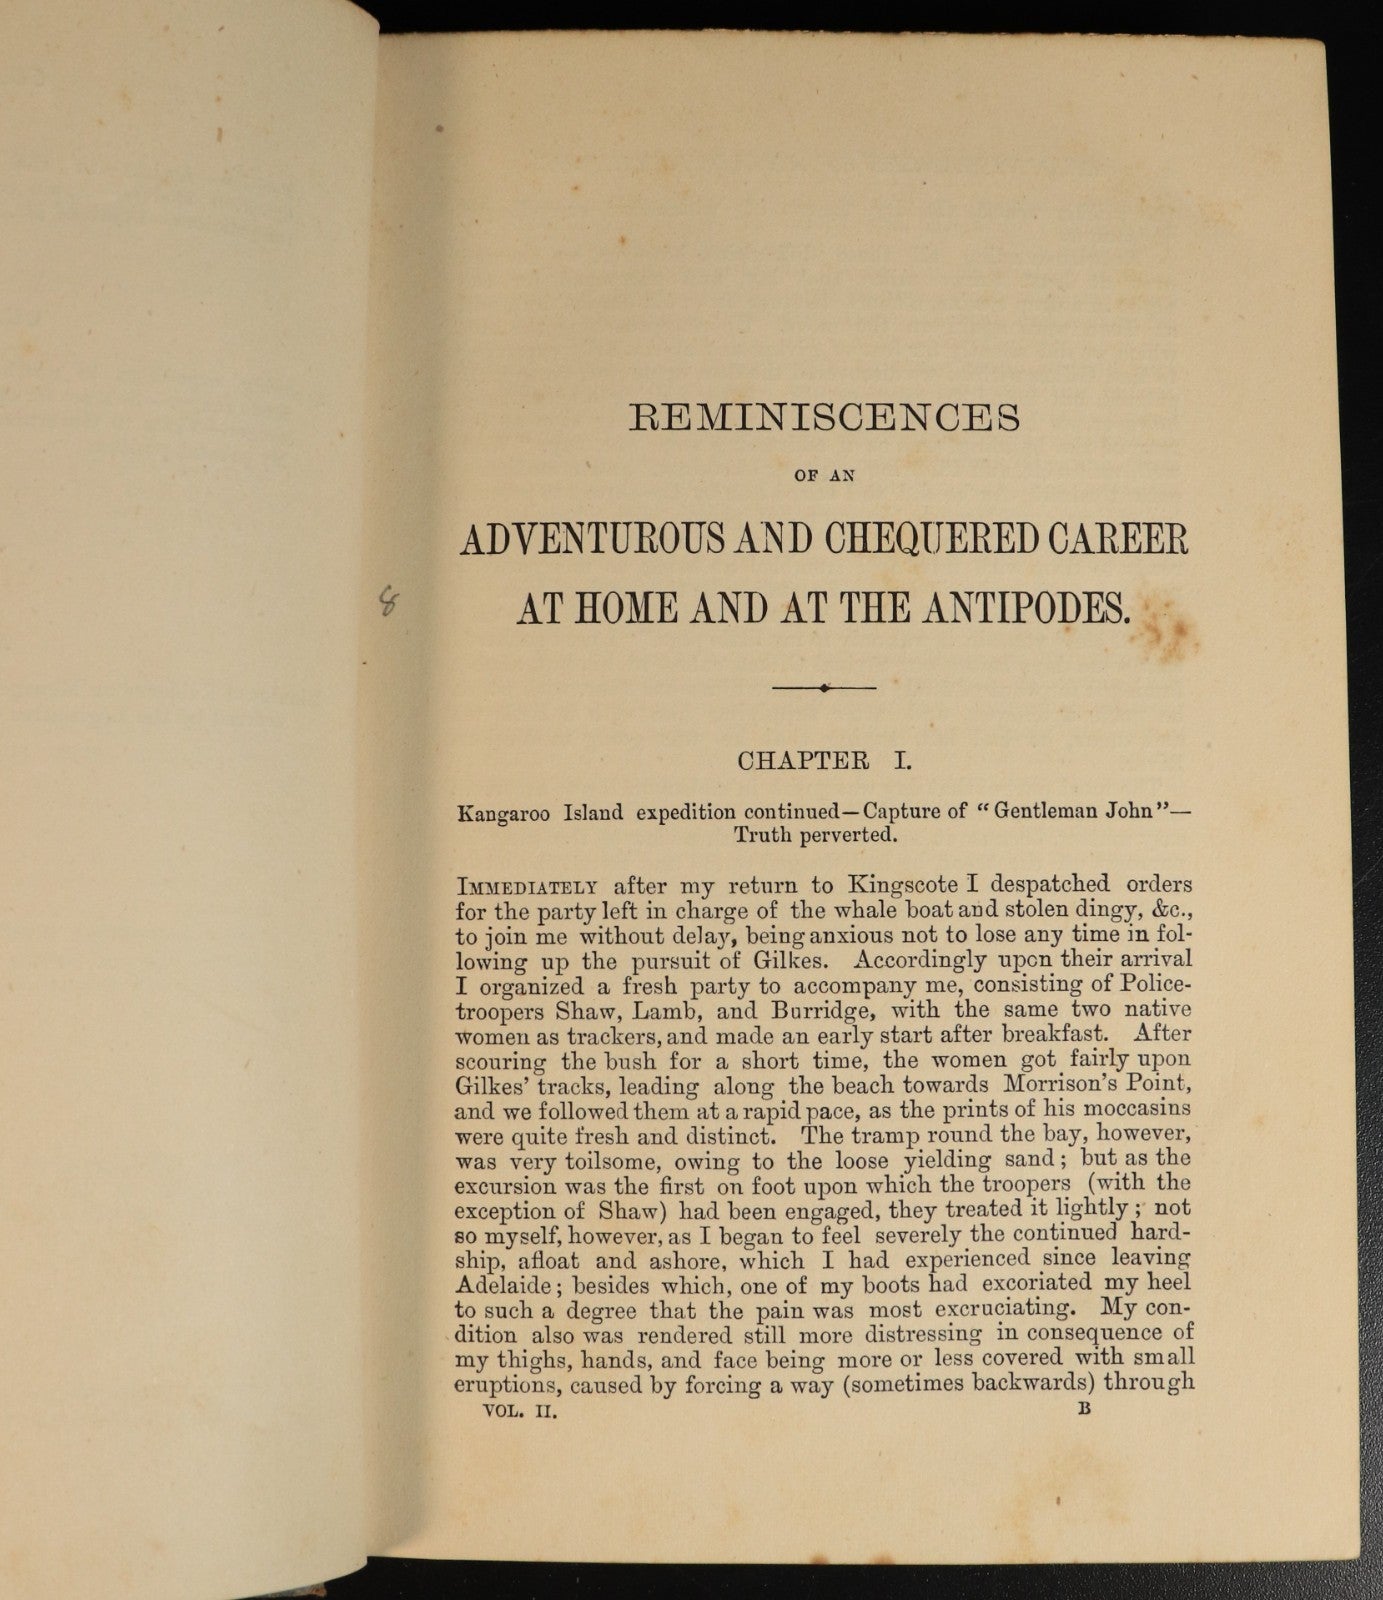 REMINISCENCES
OF AN
ADVENTUROUS AND CHEQUERED CAREER
AT HOME AND AT THE ANTIPODES.
8
CHAPTER I.
Kangaroo Island expedition continued—Capture of “Gentleman John”—
Truth perverted.
IMMEDIATELY after my return to Kingscote I despatched orders
for the party left in charge of the whale boat and stolen dingy, &c.,
to join me without delay, being anxious not to lose any time in fol-
lowing up the pursuit of Gilkes. Accordingly upon their arrival
I organized a fresh party to accompany me, consisting of Police-
troopers Shaw, Lamb, and Burridge, with the same two native
women as trackers, and made an early start after breakfast. After
scouring the bush for a short time, the women got fairly upon
Gilkes’ tracks, leading along the beach towards Morrison’s Point,
and we followed them at a rapid pace, as the prints of his moccasins
were quite fresh and distinct. The tramp round the bay, however,
was very toilsome, owing to the loose yielding sand; but as the
excursion was the first on foot upon which the troopers (with the
exception of Shaw) had been engaged, they treated it lightly; not
so myself, however, as I began to feel severely the continued hard-
ship, afloat and ashore, which I had experienced since leaving
Adelaide; besides which, one of my boots had excoriated my heel
to such a degree that the pain was most excruciating. My con-
dition also was rendered still more distressing in consequence of
my thighs, hands, and face being more or less covered with small
eruptions, caused by forcing a way (sometimes backwards) through
VOL. II. B